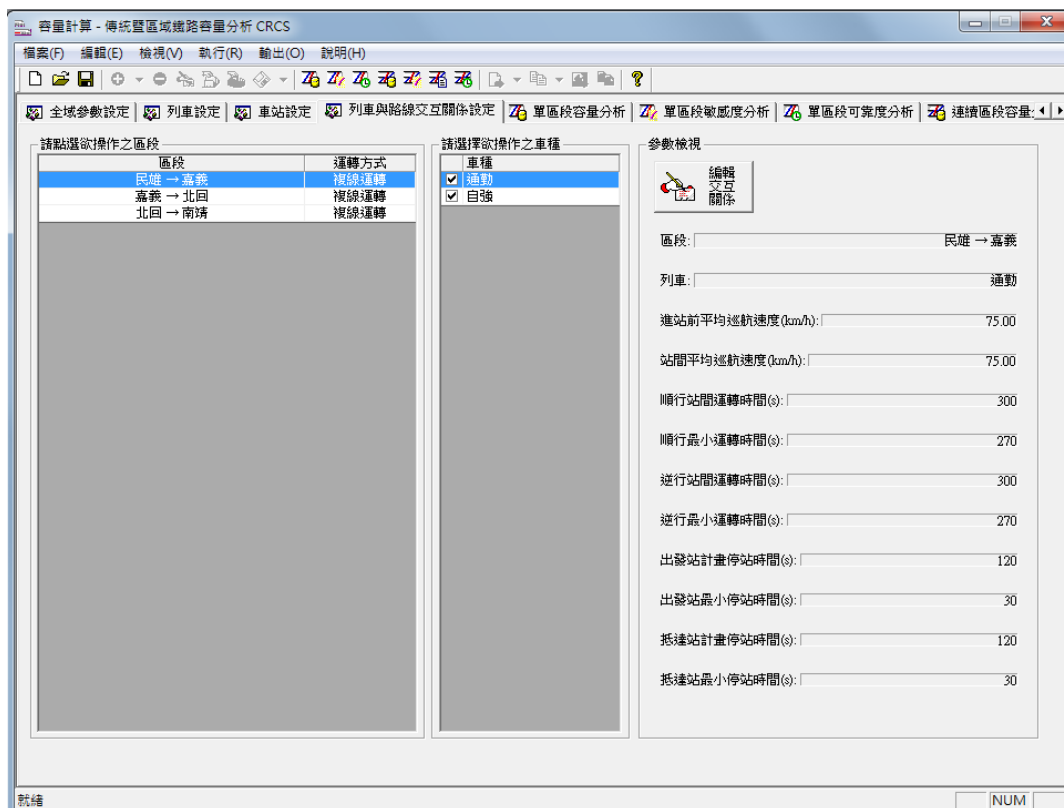 容量計算 - 傳統暨區域鐵路容量分析 CRCS
檔案(F) 編輯(E) 檢視(V) 執行(R) 輸出(O) 說明(H)
全域參數設定 列車設定 車站設定 列車與路線交互關係設定 單區段容量分析 單區段敏感度分析 單區段可靠度分析 連續區段容量
請點選欲操作之區段 請選擇欲操作之車種 參數檢視
區段 運轉方式 車種
民雄 → 嘉義 複線運轉 通勤
嘉義 → 北回 複線運轉 自強
北回 → 南靖 複線運轉
編輯
交互
關係
區段: 民雄 → 嘉義
列車: 通勤
進站前平均巡航速度(km/h): 75.00
站間平均巡航速度(km/h): 75.00
順行站間運轉時間(s): 300
順行最小運轉時間(s): 270
逆行站間運轉時間(s): 300
逆行最小運轉時間(s): 270
出發站計畫停站時間(s): 120
出發站最小停站時間(s): 30
抵達站計畫停站時間(s): 120
抵達站最小停站時間(s): 30
就緒 NUM